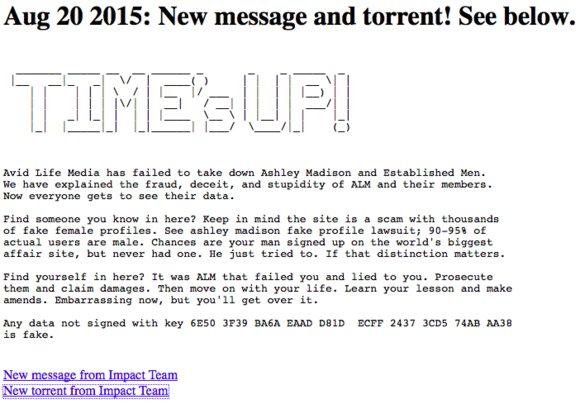 Aug 20 2015: New message and torrent! See below.
TIME's UP!
Avid Life Media has failed to take down Ashley Madison and Established Men.
We have explained the fraud, deceit, and stupidity of ALM and their members.
Now everyone gets to see their data.
Find someone you know in here? Keep in mind the site is a scam with thousands
of fake female profiles. See ashley madison fake profile lawsuit; 90-95% of
actual users are male. Chances are your man signed up on the world's biggest
affair site, but never had one. He just tried to. If that distinction matters.
Find yourself in here? It was ALM that failed you and lied to you. Prosecute
them and claim damages. Then move on with your life. Learn your lesson and make
amends. Embarrassing now, but you'll get over it.
Any data not signed with key 6E50 3F39 BA6A EAAD D81D  ECFF 2437 3CD5 74AB AA38
is fake.
New message from Impact Team
New torrent from Impact Team